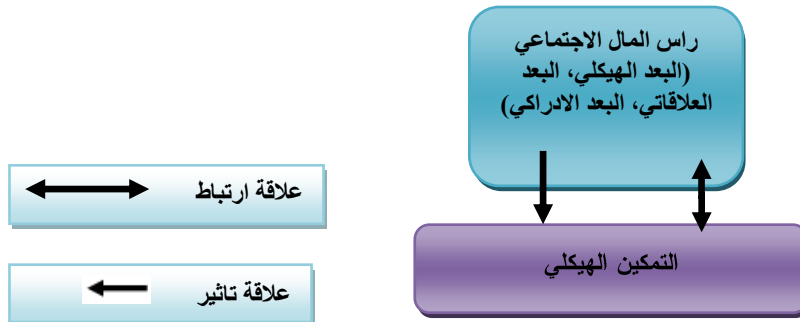 راس المال الاجتماعي
(البعد الهيكلي، البعد
العلاقاتي، البعد الادراكي)
علاقة ارتباط
التمكين الهيكلي
علاقة تاثير